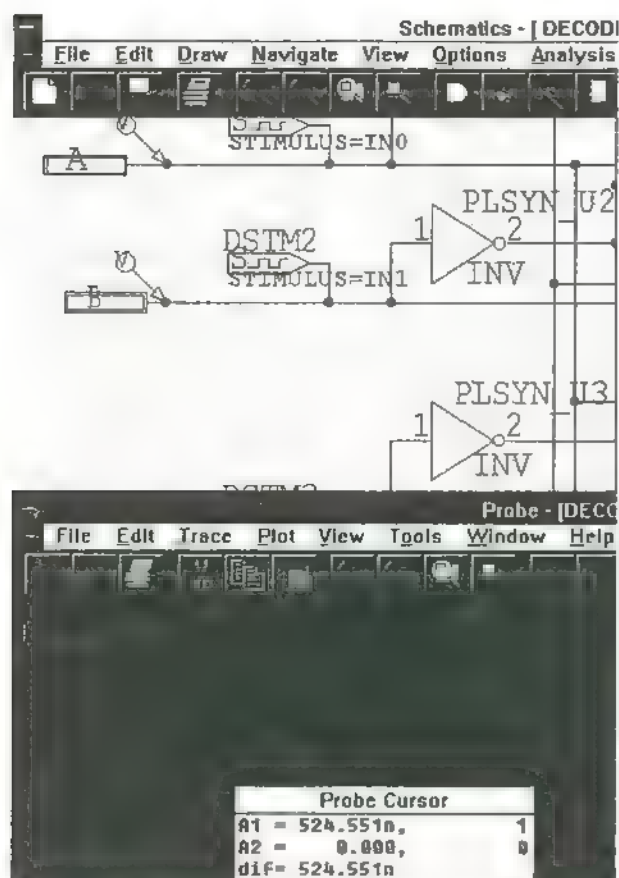 Schematics - [ DECODI
File Edit Draw Navigate View Options Analysis
V
STIMULUS=IN0
A
PLSYN U2
DSTM2
1 2
S
STIMULUS=IN1
V
INV
B
PLSYN U3
1 2
INV
DSTM3
Probe - [DECO
File Edit Trace Plot View Tools Window Help
Probe Cursor
A1 = 524.551n, 1
A2 = 0.000, 0
dif= 524.551n